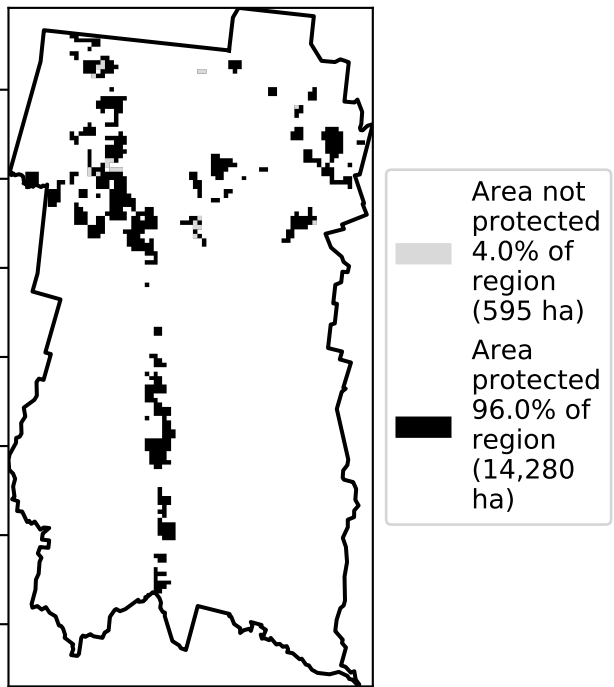 Area not
protected
4.0% of
region
(595 ha)
Area
protected
96.0% of
region
(14,280
ha)